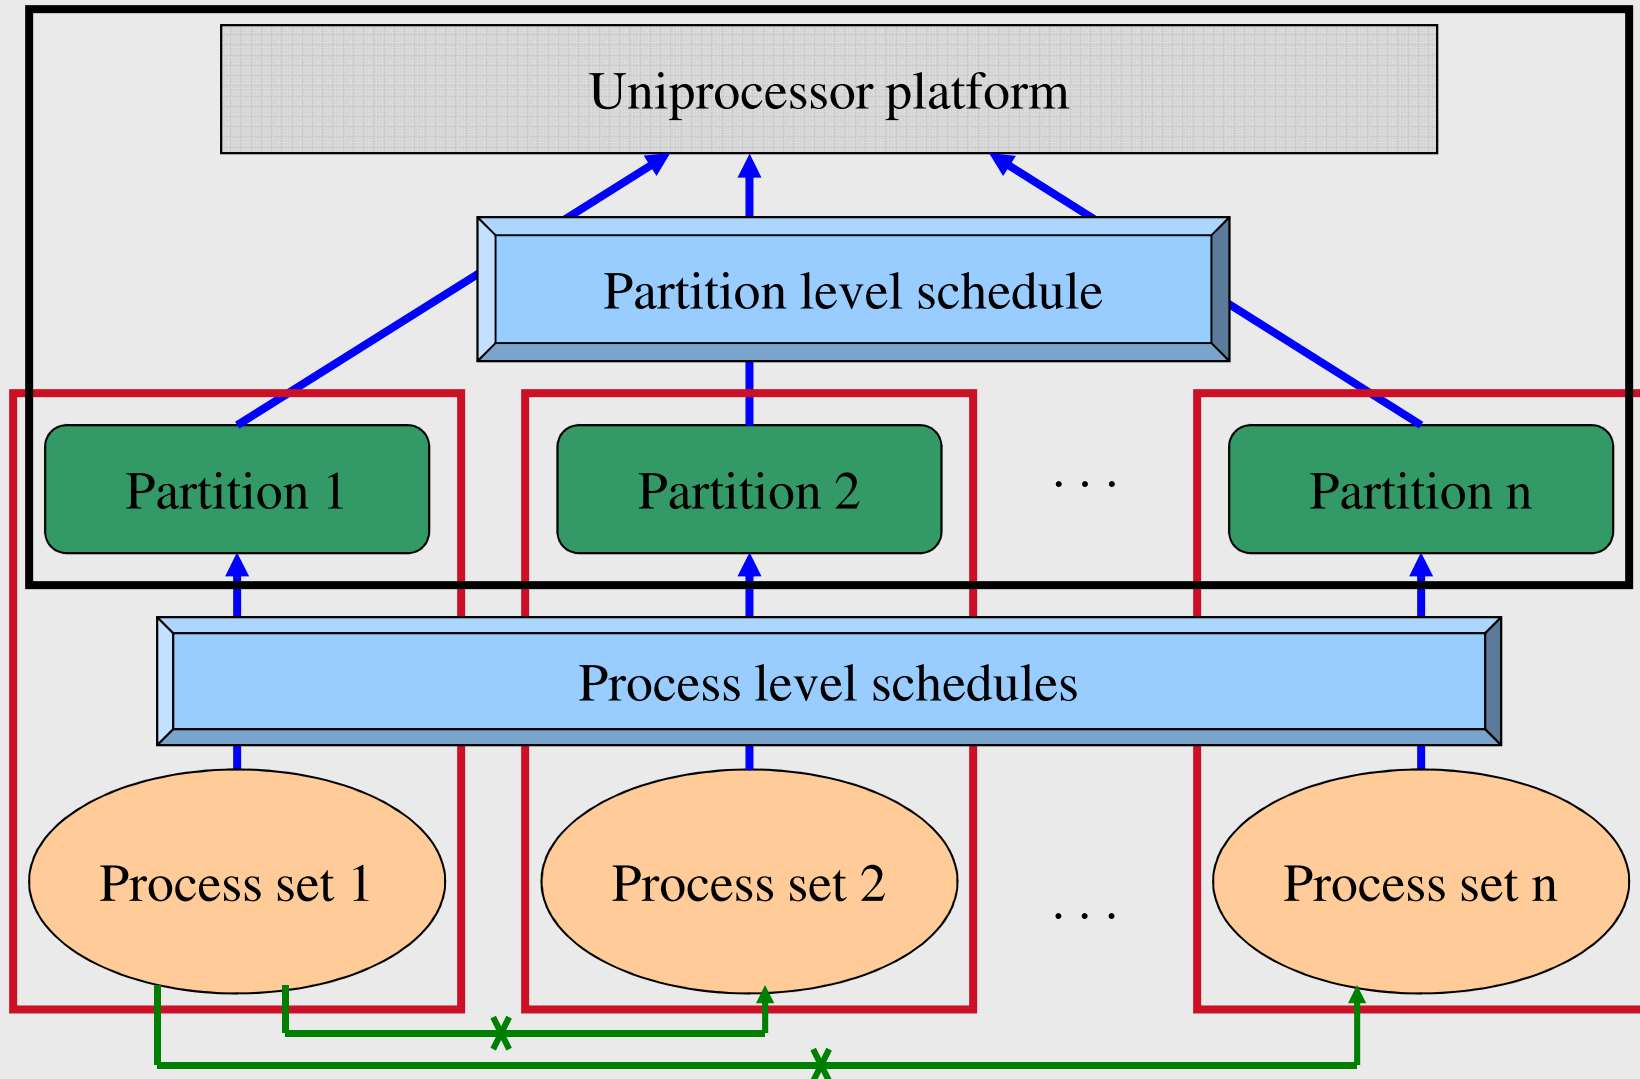 Uniprocessor platform
Partition level schedule
Partition 1
Partition 2
. . .
Partition n
Process level schedules
Process set 1
Process set 2
. . .
Process set n